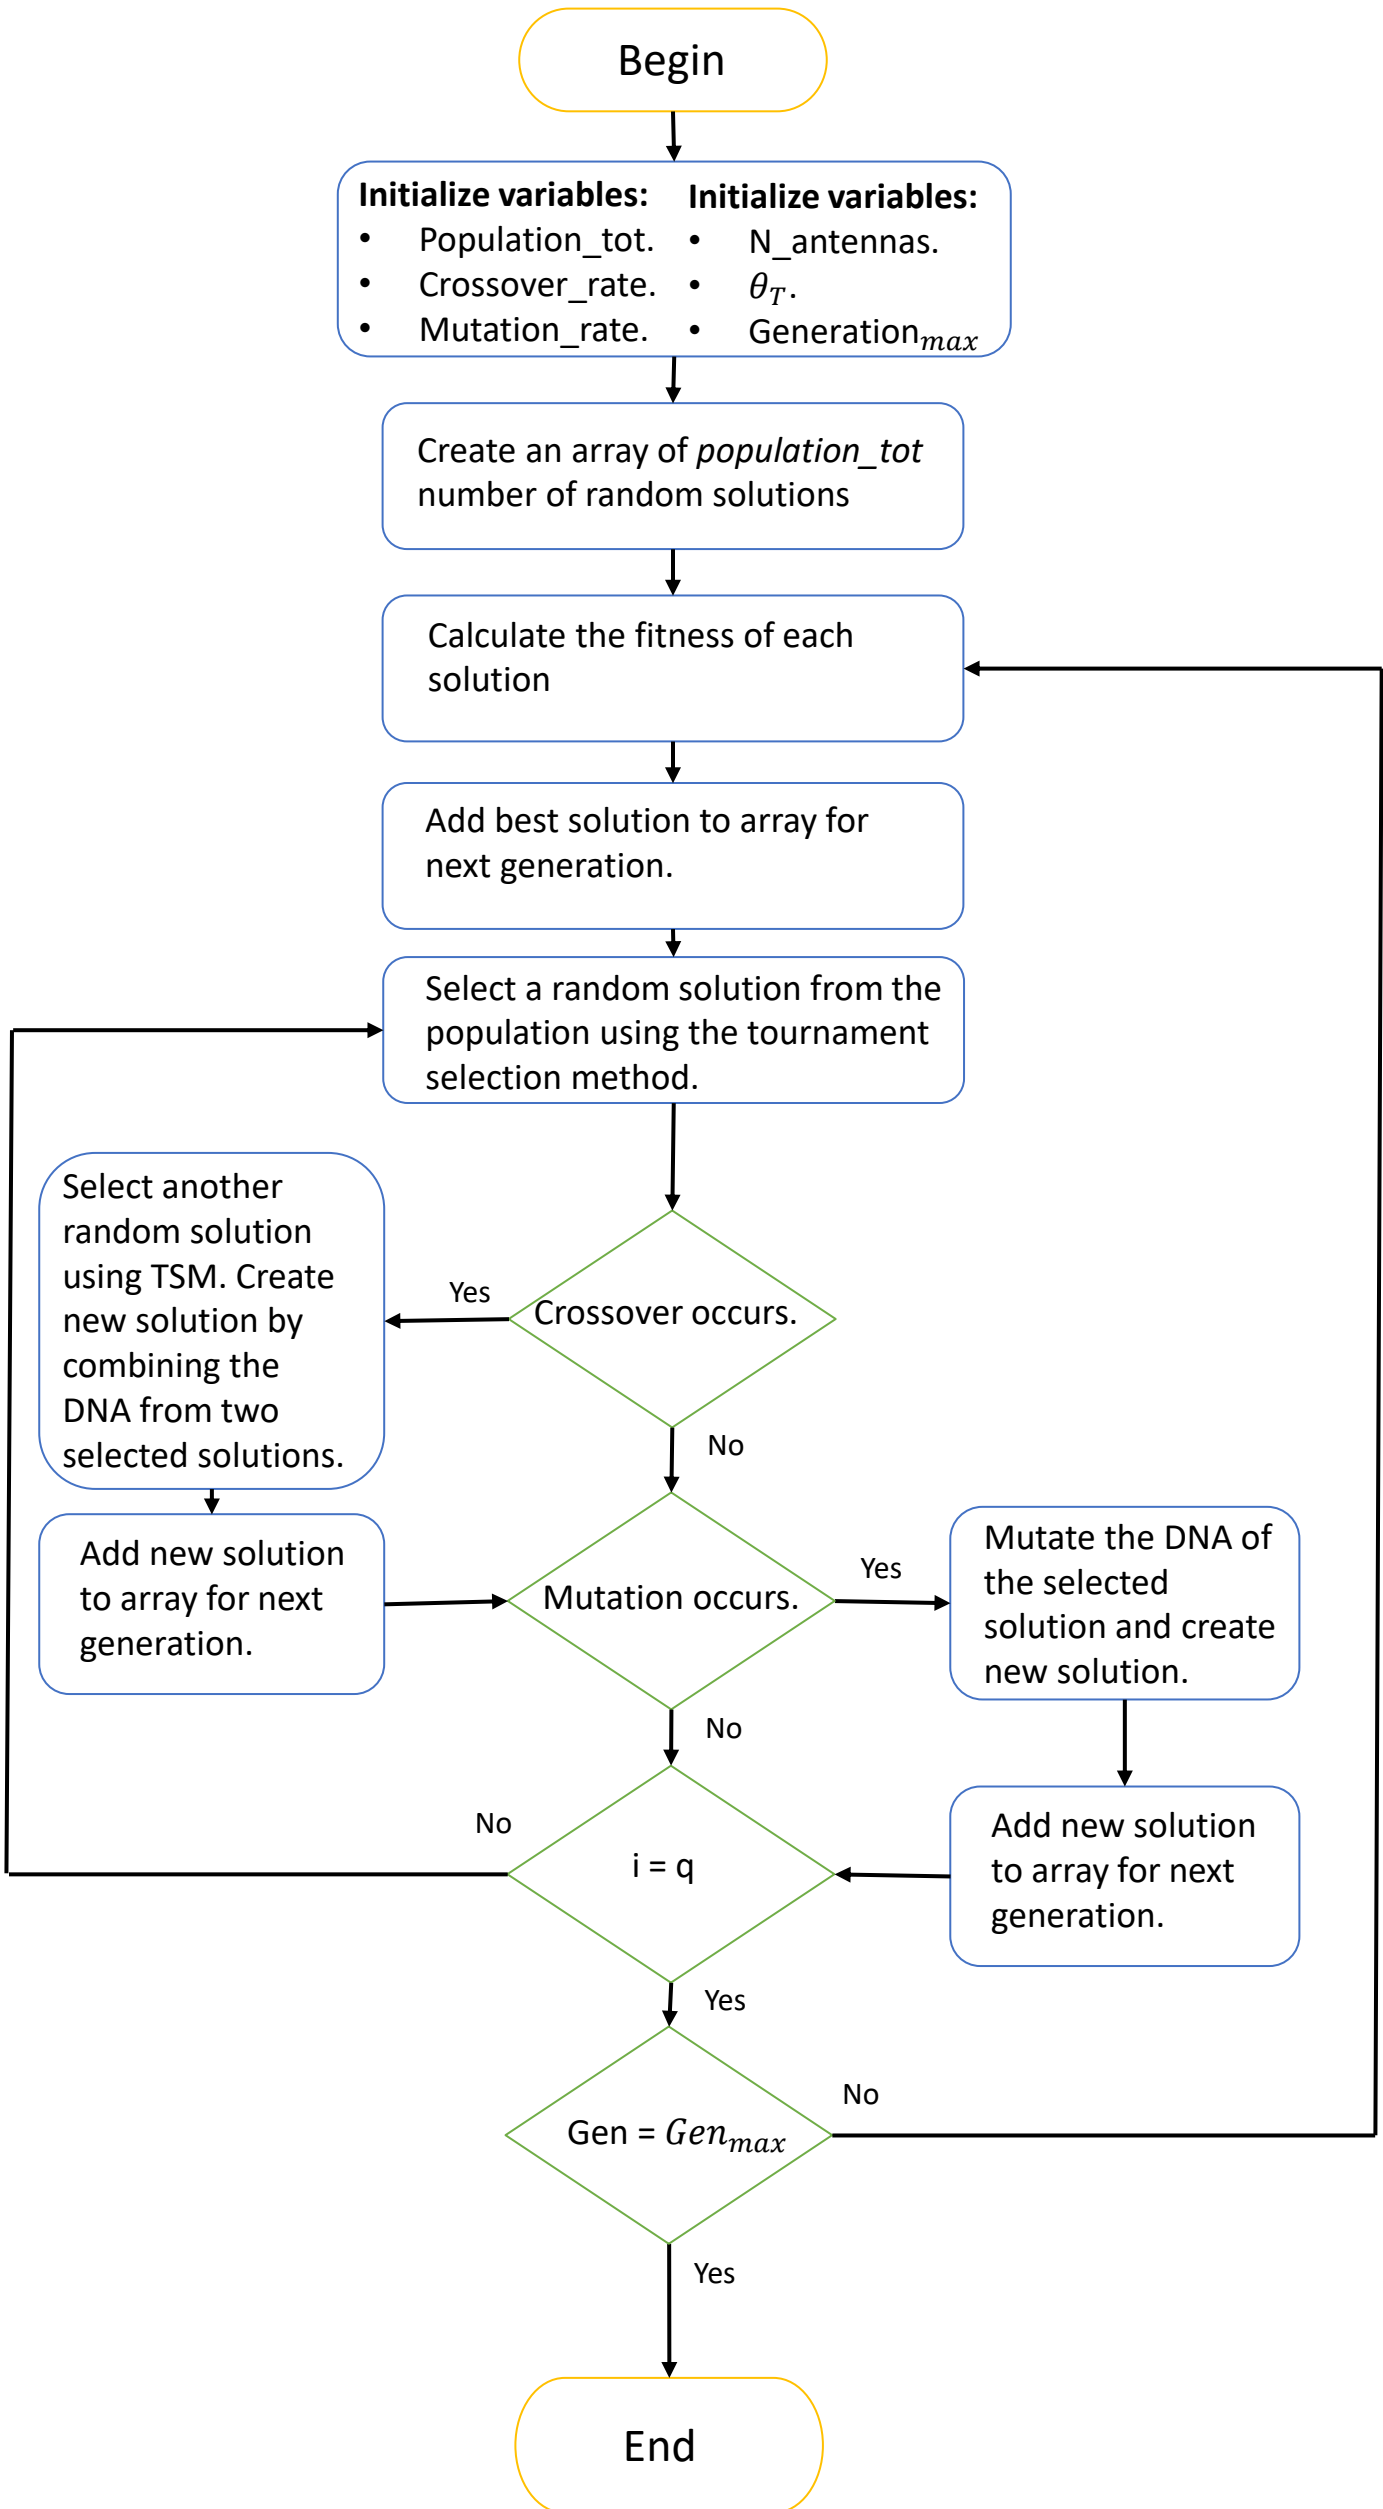 Begin
Initialize variables:
• Population_tot.
• Crossover_rate.
• Mutation_rate.
Initialize variables:
• N_antennas.
• θ_T.
• Generation_max
Create an array of population_tot
number of random solutions
Calculate the fitness of each
solution
Add best solution to array for
next generation.
Select a random solution from the
population using the tournament
selection method.
Select another
random solution
using TSM. Create
new solution by
combining the
DNA from two
selected solutions.
Yes
Crossover occurs.
No
Add new solution
to array for next
generation.
Mutation occurs.
Yes
Mutate the DNA of
the selected
solution and create
new solution.
No
No
i = q
Add new solution
to array for next
generation.
Yes
Gen = Gen_max
No
Yes
End